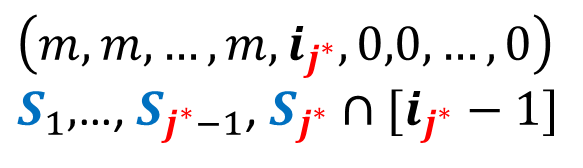 (m, m, …, m, i_{j*}, 0,0, …, 0)
S_1,…, S_{j*−1}, S_{j*} ∩ [i_{j*} − 1]